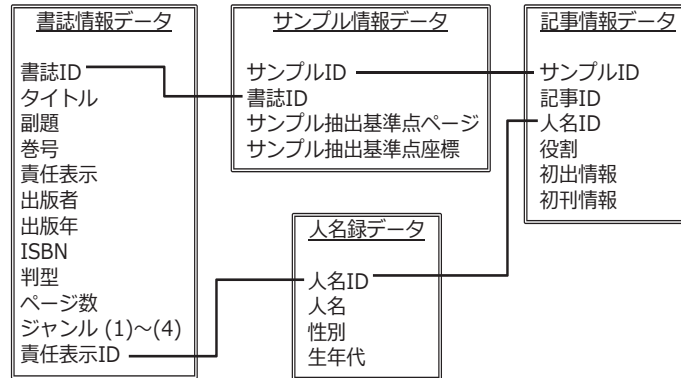 書誌情報データ
書誌ID
タイトル
副題
巻号
責任表示
出版者
出版年
ISBN
判型
ページ数
ジャンル (1)～(4)
責任表示ID
サンプル情報データ
サンプルID
書誌ID
サンプル抽出基準点ページ
サンプル抽出基準点座標
記事情報データ
サンプルID
記事ID
人名ID
役割
初出情報
初刊情報
人名録データ
人名ID
人名
性別
生年代